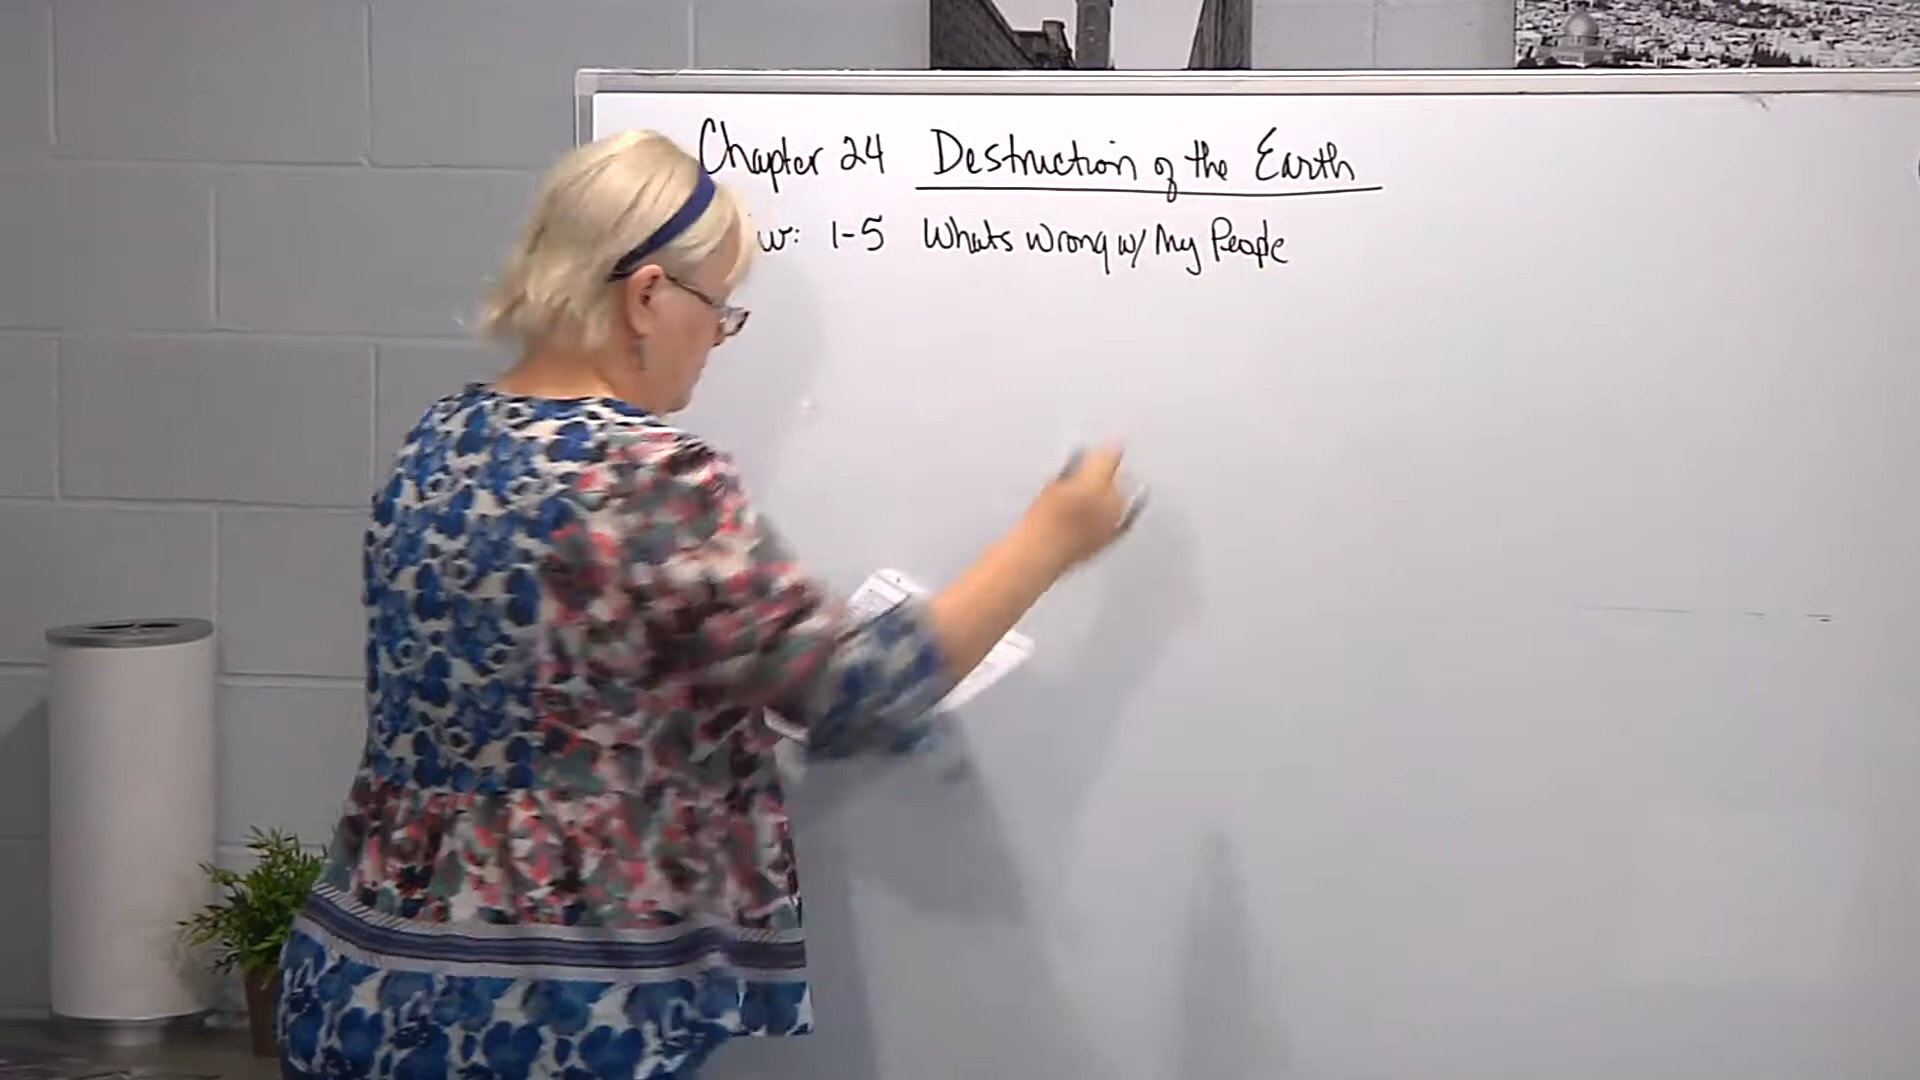 Chapter 24 Destruction of the Earth
w: 1-5 Whats Wrong w/ My People